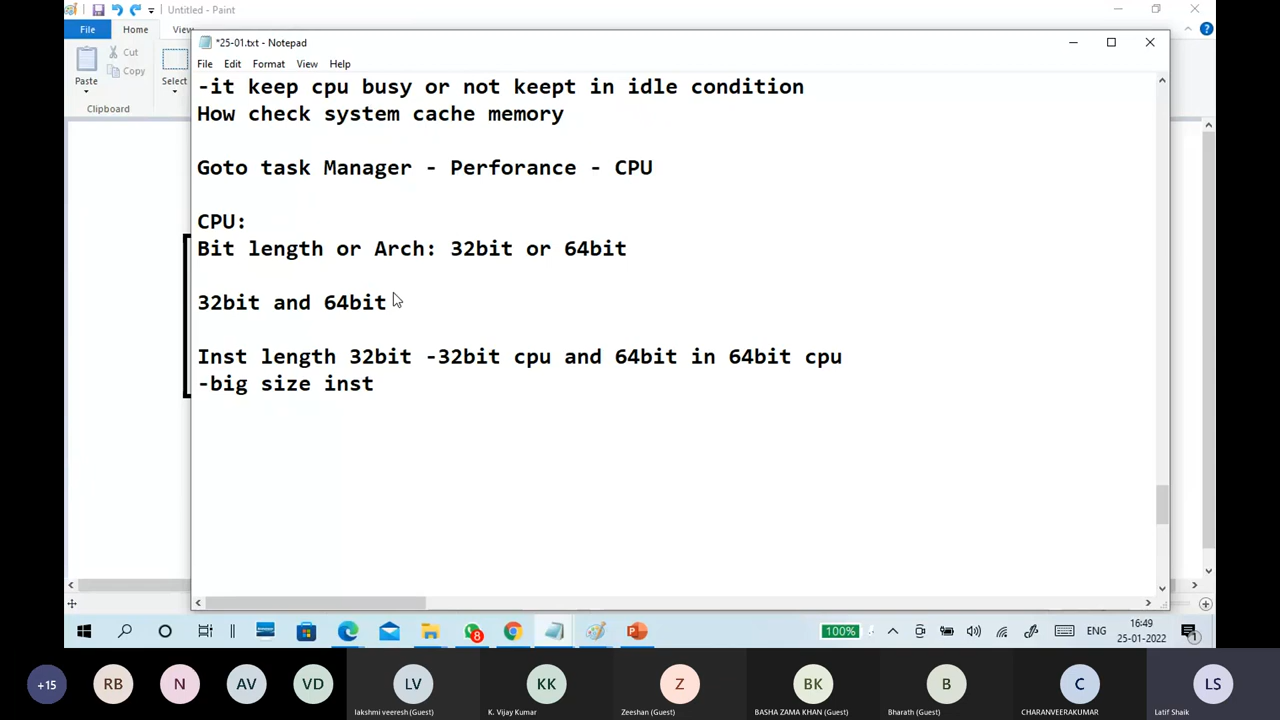 Untitled - Paint
File
Home
View
Paste
Cut
Copy
Select
Clipboard
*25-01.txt - Notepad
File Edit Format View Help
-it keep cpu busy or not keept in idle condition
How check system cache memory
Goto task Manager - Perforance - CPU
CPU:
Bit length or Arch: 32bit or 64bit
32bit and 64bit
Inst length 32bit -32bit cpu and 64bit in 64bit cpu
-big size inst
8
100%
ENG
16:49
25-01-2022
1
+15
RB
N
AV
VD
LV
KK
Z
BK
B
C
LS
lakshmi veeresh (Guest)
K. Vijay Kumar
Zeeshan (Guest)
BASHA ZAMA KHAN (Guest)
Bharath (Guest)
CHARANVEERAKUMAR
Latif Shaik